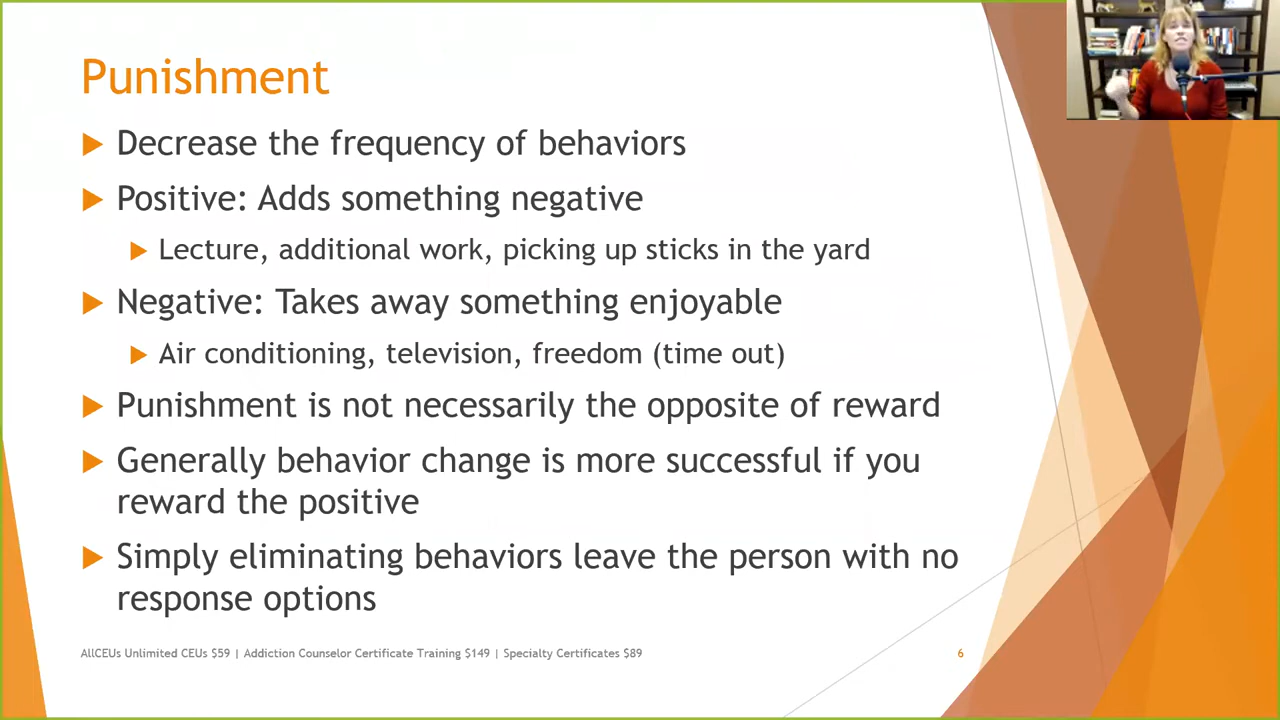 Punishment
Decrease the frequency of behaviors
Positive: Adds something negative
Lecture, additional work, picking up sticks in the yard
Negative: Takes away something enjoyable
Air conditioning, television, freedom (time out)
Punishment is not necessarily the opposite of reward
Generally behavior change is more successful if you
reward the positive
Simply eliminating behaviors leave the person with no
response options
AllCEUs Unlimited CEUs $59 | Addiction Counselor Certificate Training $149 | Specialty Certificates $89
6